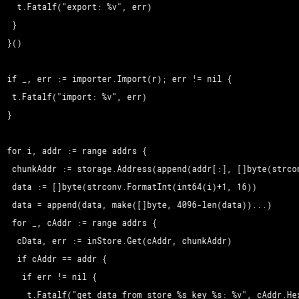 t.Fatalf("export: %v", err)
}
}()
if _, err := importer.Import(r); err != nil {
t.Fatalf("import: %v", err)
}
for i, addr := range addrs {
chunkAddr := storage.Address(append(addr[:], []byte(strcon
data := []byte(strconv.FormatInt(int64(i)+1, 16))
data = append(data, make([]byte, 4096-len(data))...)
for _, cAddr := range addrs {
cData, err := inStore.Get(cAddr, chunkAddr)
if cAddr == addr {
if err != nil {
t.Fatalf("get data from store %s key %s: %v", cAddr.Hex